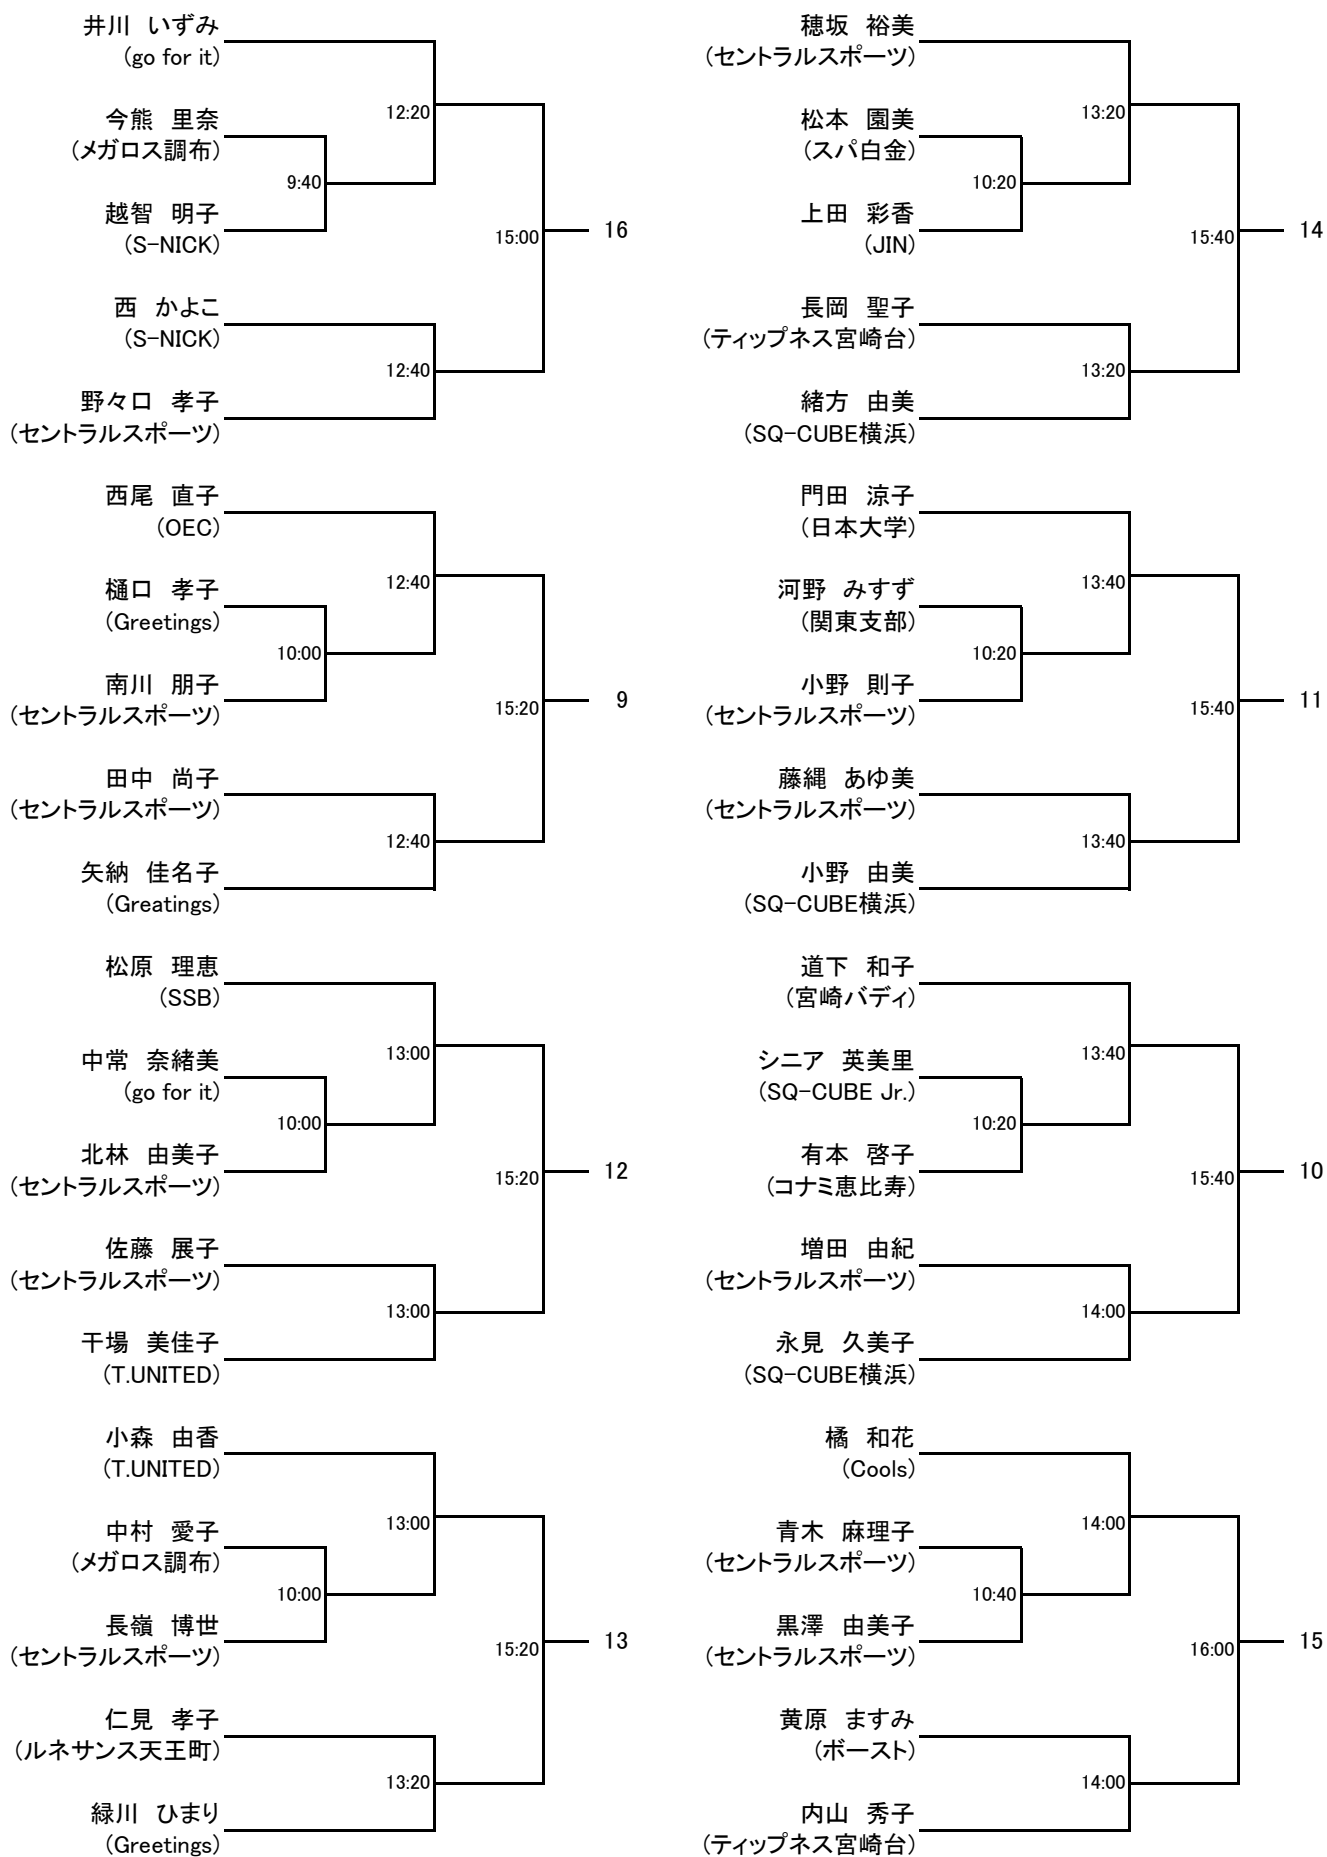 井川　いずみ
(go for it)
12:20
今熊　里奈
(メガロス調布)
9:40
越智　明子
(S-NICK)
15:00
16
西　かよこ
(S-NICK)
12:40
野々口　孝子
(セントラルスポーツ)
西尾　直子
(OEC)
12:40
樋口　孝子
(Greetings)
10:00
南川　朋子
(セントラルスポーツ)
15:20
9
田中　尚子
(セントラルスポーツ)
12:40
矢納　佳名子
(Greatings)
松原　理恵
(SSB)
13:00
中常　奈緒美
(go for it)
10:00
北林　由美子
(セントラルスポーツ)
15:20
12
佐藤　展子
(セントラルスポーツ)
13:00
干場　美佳子
(T.UNITED)
小森　由香
(T.UNITED)
13:00
中村　愛子
(メガロス調布)
10:00
長嶺　博世
(セントラルスポーツ)
15:20
13
仁見　孝子
(ルネサンス天王町)
13:20
緑川　ひまり
(Greetings)
穂坂　裕美
(セントラルスポーツ)
13:20
松本　園美
(スパ白金)
10:20
上田　彩香
(JIN)
15:40
14
長岡　聖子
(ティップネス宮崎台)
13:20
緒方　由美
(SQ-CUBE横浜)
門田　涼子
(日本大学)
13:40
河野　みすず
(関東支部)
10:20
小野　則子
(セントラルスポーツ)
15:40
11
藤縄　あゆ美
(セントラルスポーツ)
13:40
小野　由美
(SQ-CUBE横浜)
道下　和子
(宮崎バディ)
13:40
シニア　英美里
(SQ-CUBE Jr.)
10:20
有本　啓子
(コナミ恵比寿)
15:40
10
増田　由紀
(セントラルスポーツ)
14:00
永見　久美子
(SQ-CUBE横浜)
橘　和花
(Cools)
14:00
青木　麻理子
(セントラルスポーツ)
10:40
黒澤　由美子
(セントラルスポーツ)
16:00
15
黄原　ますみ
(ボースト)
14:00
内山　秀子
(ティップネス宮崎台)